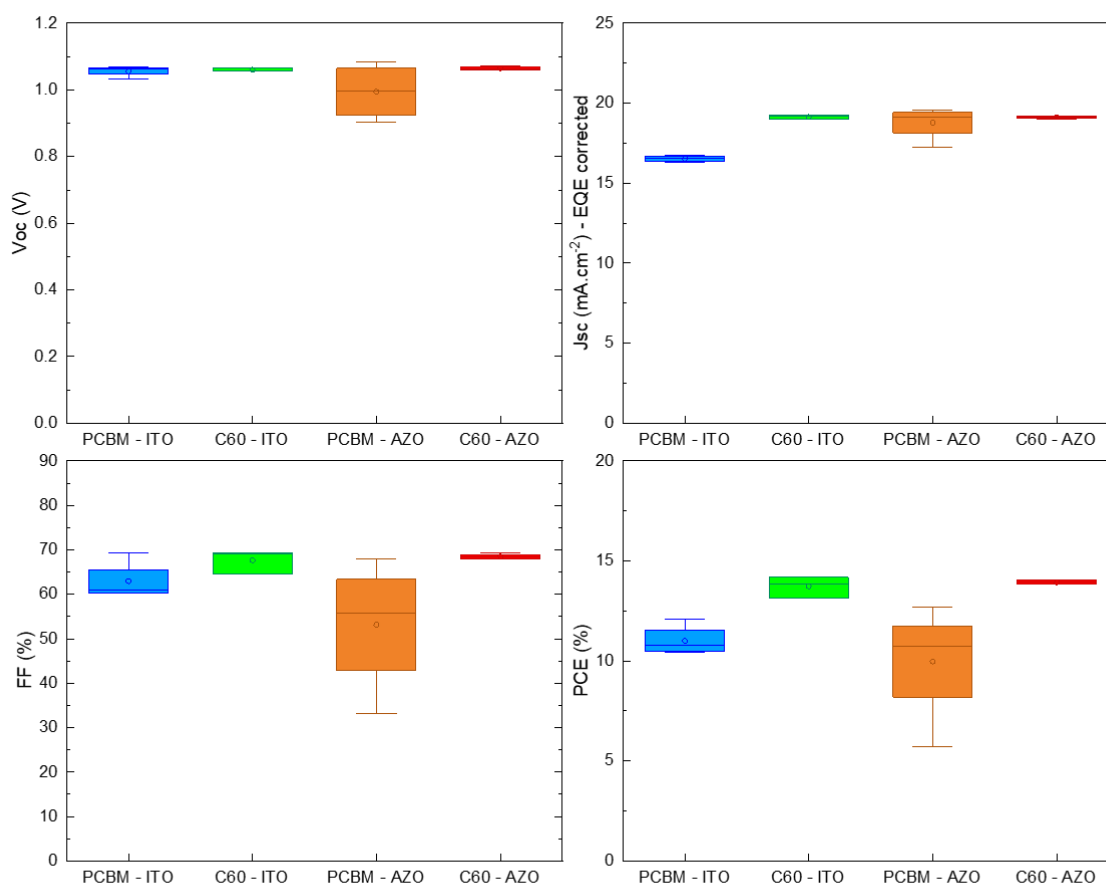 1.2
1.0
0.8
0.6
0.4
0.2
0.0
Voc (V)
PCBM - ITO
C60 - ITO
PCBM - AZO
C60 - AZO
25
20
15
10
5
0
Jsc (mA.cm⁻²) - EQE corrected
PCBM - ITO
C60 - ITO
PCBM - AZO
C60 - AZO
90
80
70
60
50
40
30
20
10
0
FF (%)
PCBM - ITO
C60 - ITO
PCBM - AZO
C60 - AZO
20
15
10
5
0
PCE (%)
PCBM - ITO
C60 - ITO
PCBM - AZO
C60 - AZO